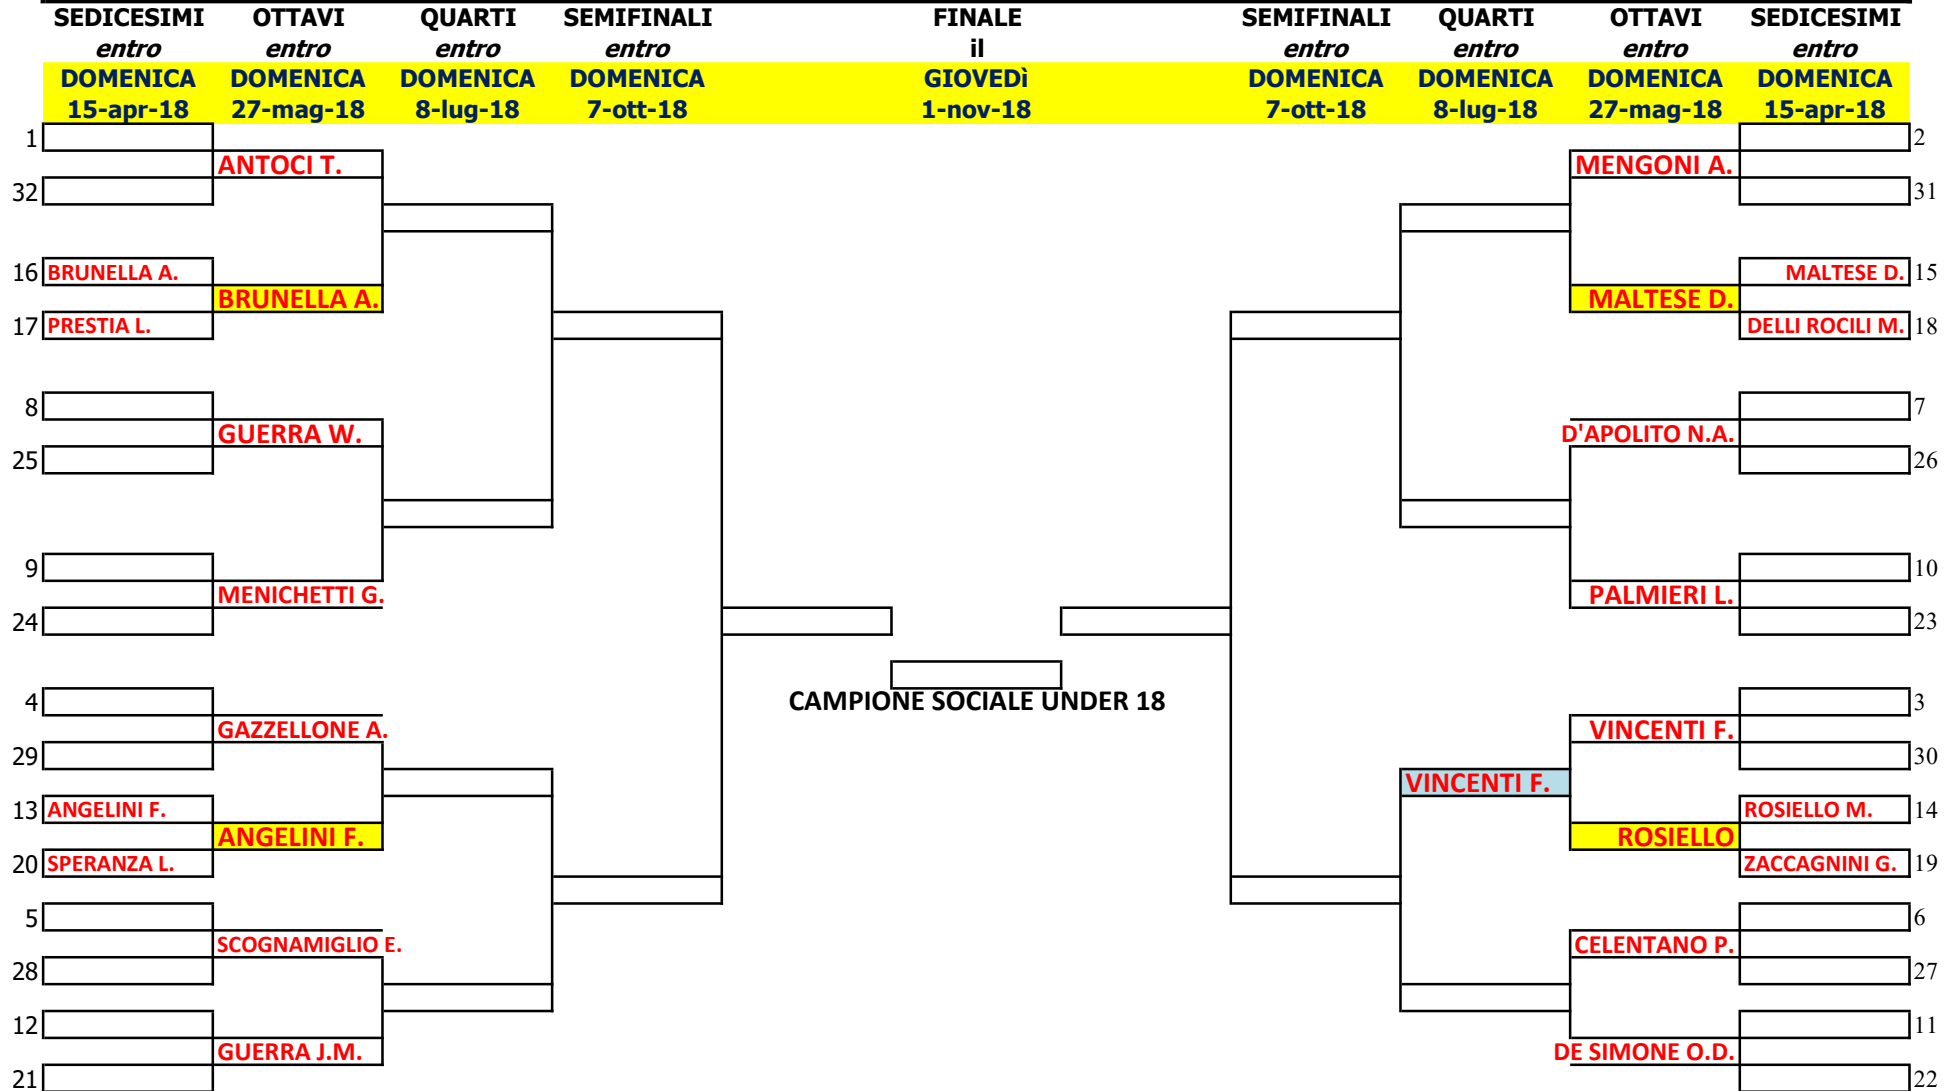 SEDICESIMI OTTAVI QUARTI SEMIFINALI FINALE SEMIFINALI QUARTI OTTAVI SEDICESIMI
entro entro entro entro il entro entro entro entro
DOMENICA DOMENICA DOMENICA DOMENICA GIOVEDì DOMENICA DOMENICA DOMENICA DOMENICA
15-apr-18 27-mag-18 8-lug-18 7-ott-18 1-nov-18 7-ott-18 8-lug-18 27-mag-18 15-apr-18
1 2
ANTOCI T. MENGONI A.
32 31
16 BRUNELLA A. MALTESE D. 15
BRUNELLA A. MALTESE D.
17 PRESTIA L. DELLI ROCILI M. 18
8 7
GUERRA W. D'APOLITO N.A.
25 26
9 10
MENICHETTI G. PALMIERI L.
24 23
4 CAMPIONE SOCIALE UNDER 18 3
GAZZELLONE A. VINCENTI F.
29 30
VINCENTI F.
13 ANGELINI F. ROSIELLO M. 14
ANGELINI F. ROSIELLO
20 SPERANZA L. ZACCAGNINI G. 19
5 6
SCOGNAMIGLIO E. CELENTANO P.
28 27
12 11
GUERRA J.M. DE SIMONE O.D.
21 22